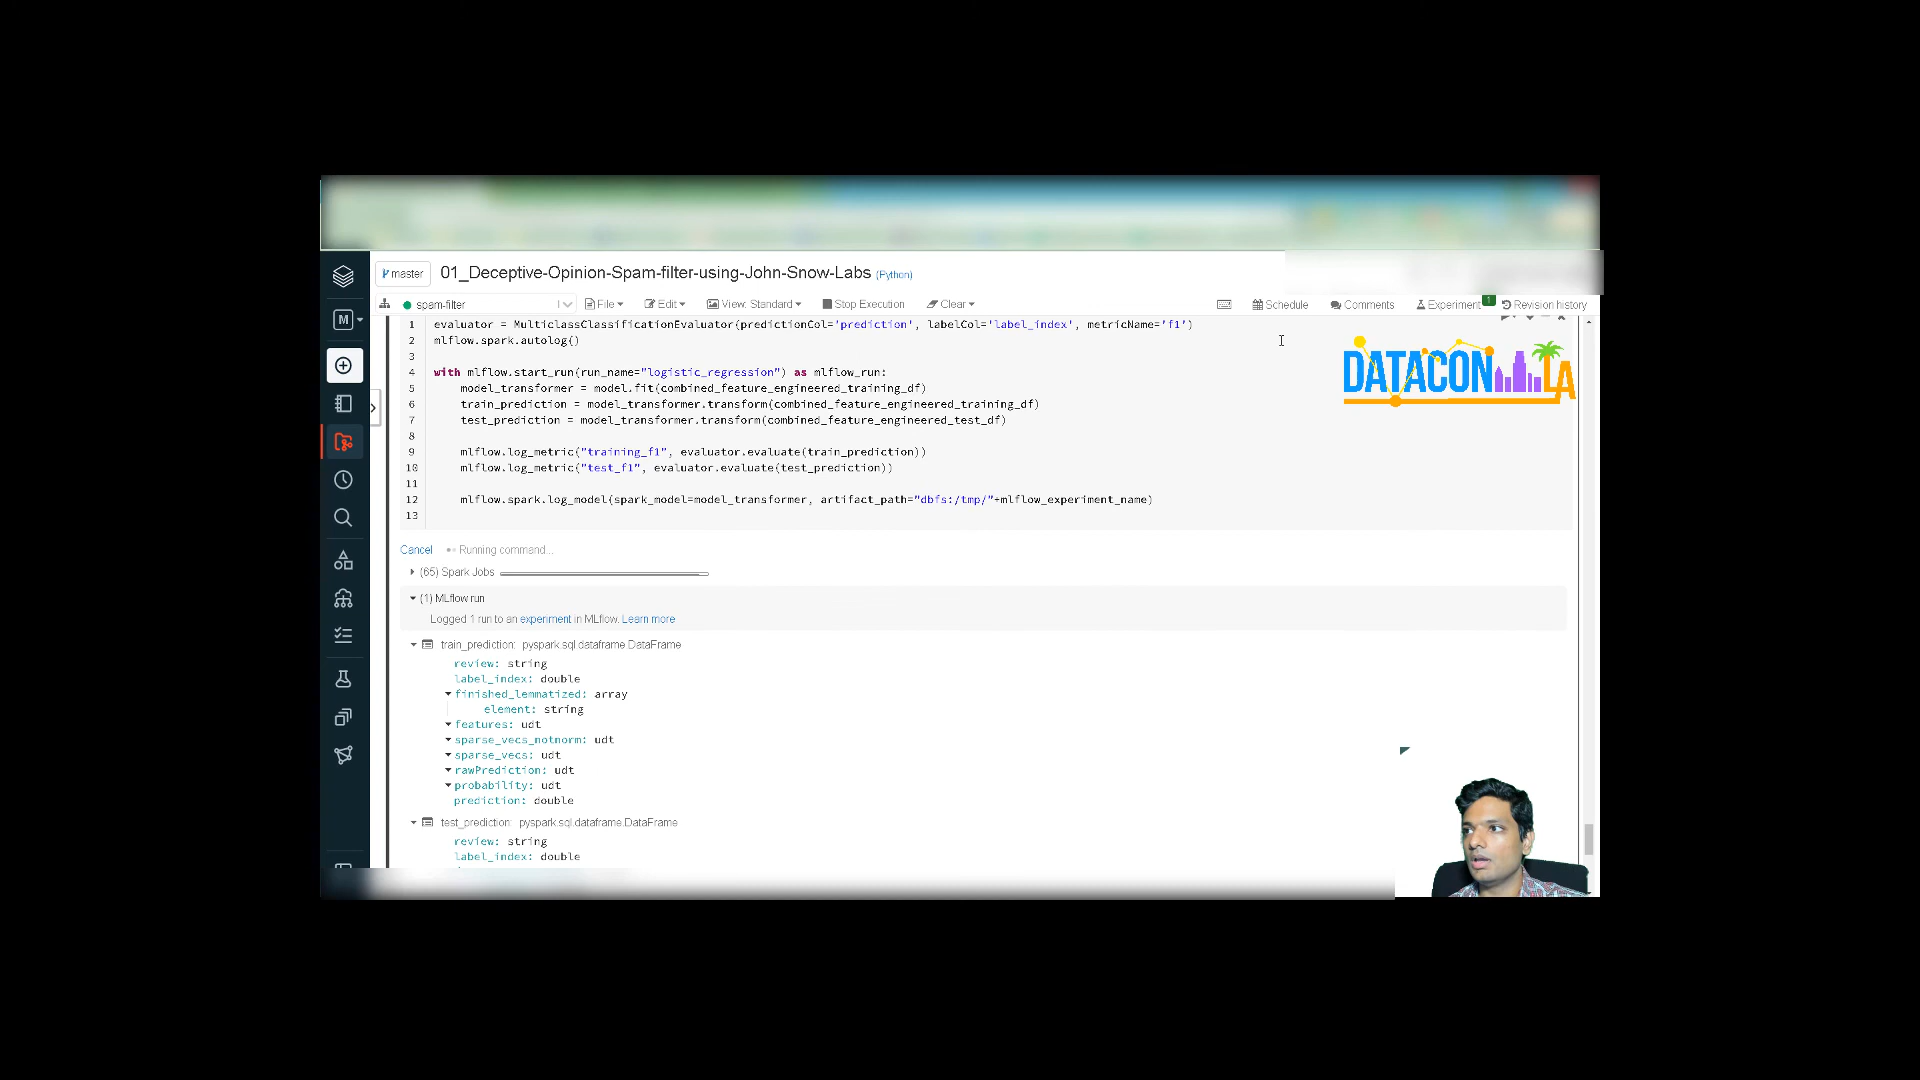 master
01_Deceptive-Opinion-Spam-filter-using-John-Snow-Labs (Python)
spam-filter File Edit View: Standard Stop Execution Clear Schedule Comments Experiment 1 Revision history
M
1 evaluator = MulticlassClassificationEvaluator(predictionCol='prediction', labelCol='label_index', metricName='f1')
2 mlflow.spark.autolog()
3
4 with mlflow.start_run(run_name="logistic_regression") as mlflow_run:
5 model_transformer = model.fit(combined_feature_engineered_training_df)
6 train_prediction = model_transformer.transform(combined_feature_engineered_training_df)
7 test_prediction = model_transformer.transform(combined_feature_engineered_test_df)
8
9 mlflow.log_metric("training_f1", evaluator.evaluate(train_prediction))
10 mlflow.log_metric("test_f1", evaluator.evaluate(test_prediction))
11
12 mlflow.spark.log_model(spark_model=model_transformer, artifact_path="dbfs:/tmp/"+mlflow_experiment_name)
13
DATACON LA
Cancel Running command...
(65) Spark Jobs
(1) MLflow run
Logged 1 run to an experiment in MLflow. Learn more
train_prediction: pyspark.sql.dataframe.DataFrame
review: string
label_index: double
finished_lemmatized: array
element: string
features: udt
sparse_vecs_notnorm: udt
sparse_vecs: udt
rawPrediction: udt
probability: udt
prediction: double
test_prediction: pyspark.sql.dataframe.DataFrame
review: string
label_index: double